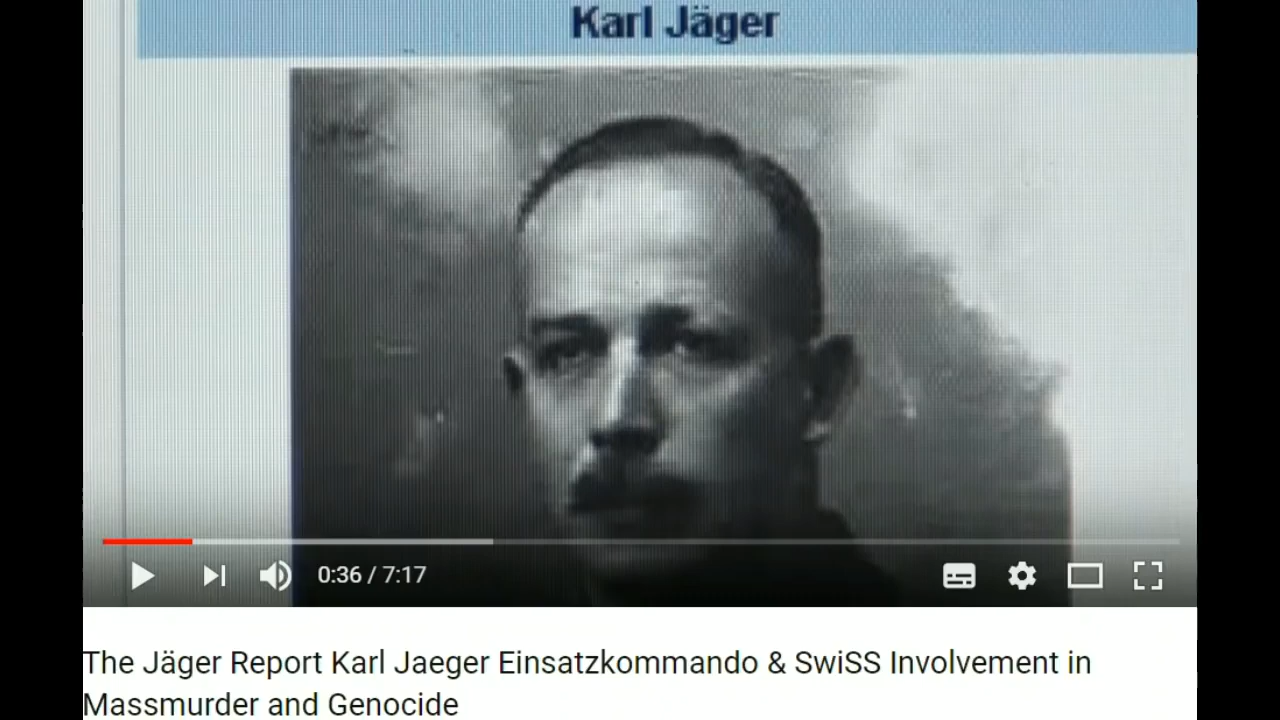 Karl Jäger
0:36 / 7:17
The Jäger Report Karl Jaeger Einsatzkommando & SwiSS Involvement in
Massmurder and Genocide